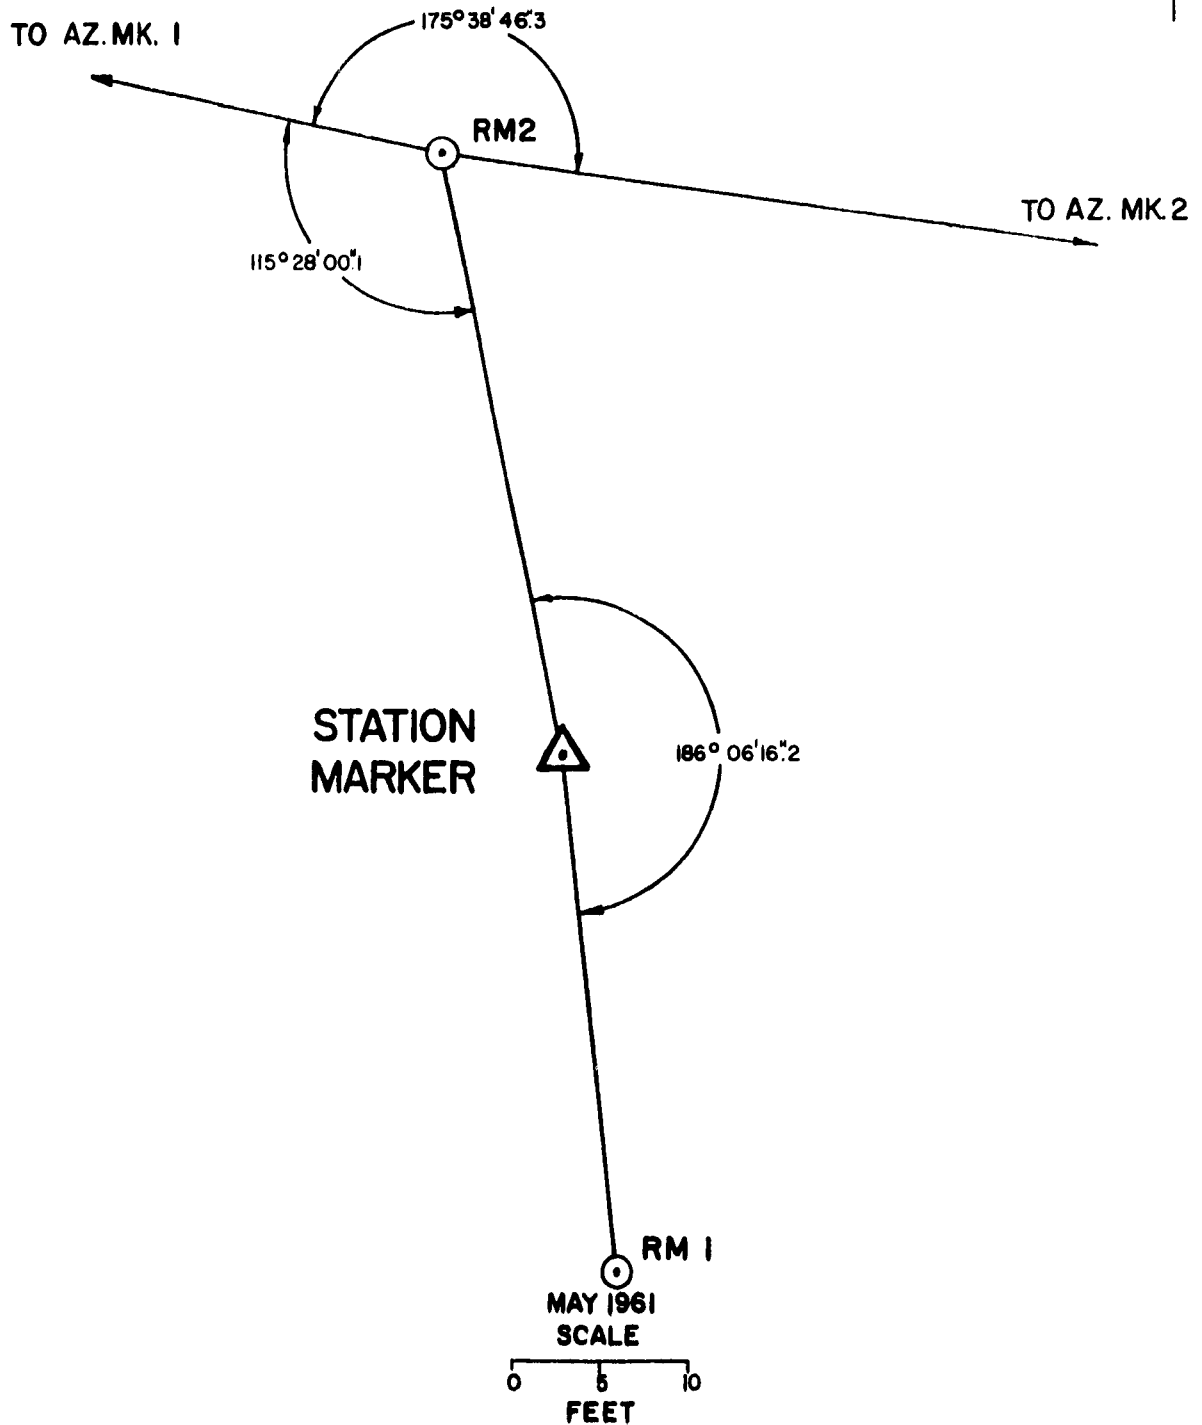 175° 38' 46".3
TO AZ. MK. 1
RM2
TO AZ. MK. 2
115° 28' 00".1
STATION
MARKER
186° 06' 16".2
RM 1
MAY 1961
SCALE
0 5 10
FEET